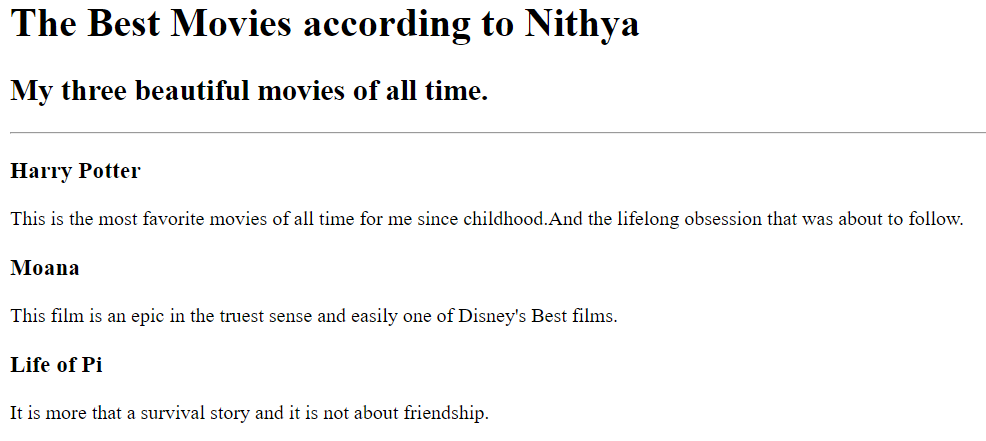 The Best Movies according to Nithya
My three beautiful movies of all time.
Harry Potter
This is the most favorite movies of all time for me since childhood.And the lifelong obsession that was about to follow.
Moana
This film is an epic in the truest sense and easily one of Disney's Best films.
Life of Pi
It is more that a survival story and it is not about friendship.